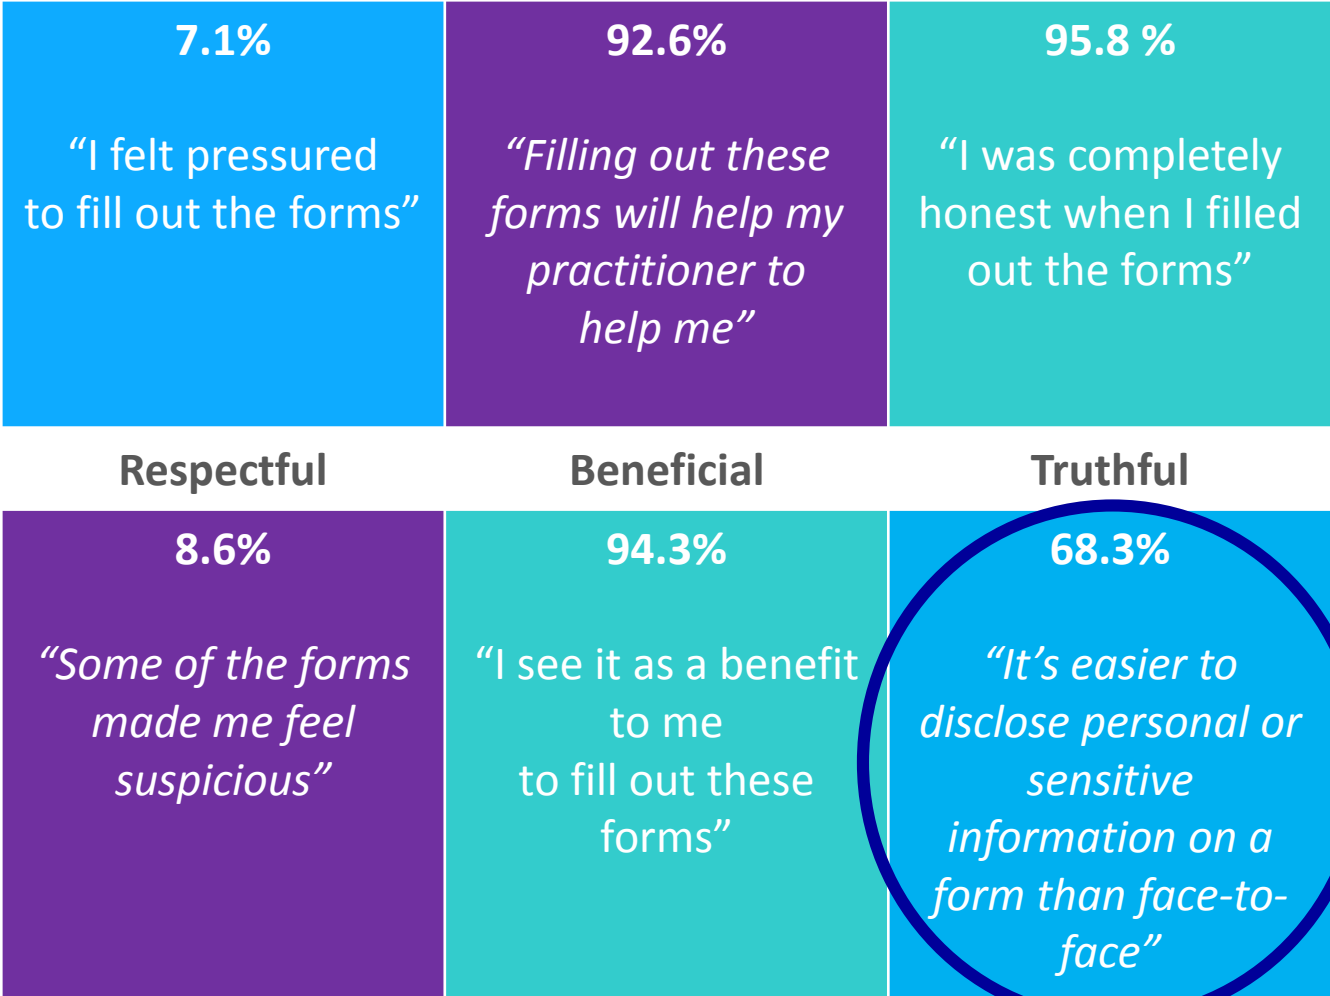 7.1%
“I felt pressured
to fill out the forms”
92.6%
“Filling out these
forms will help my
practitioner to
help me”
95.8 %
“I was completely
honest when I filled
out the forms”
Respectful
Beneficial
Truthful
8.6%
“Some of the forms
made me feel
suspicious”
94.3%
“I see it as a benefit
to me
to fill out these
forms”
68.3%
“It’s easier to
disclose personal or
sensitive
information on a
form than face-to-
face”